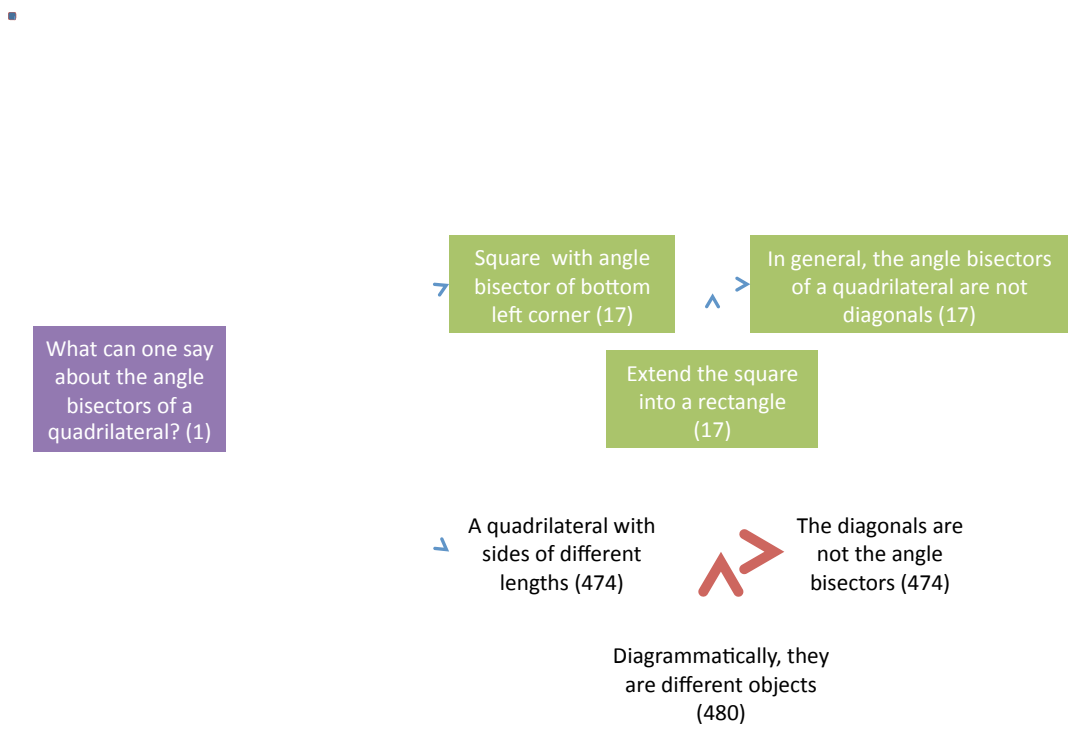 What can one say
about the angle
bisectors of a
quadrilateral? (1)
Square with angle
bisector of bottom
left corner (17)
In general, the angle bisectors
of a quadrilateral are not
diagonals (17)
Extend the square
into a rectangle
(17)
A quadrilateral with
sides of different
lengths (474)
The diagonals are
not the angle
bisectors (474)
Diagrammatically, they
are different objects
(480)